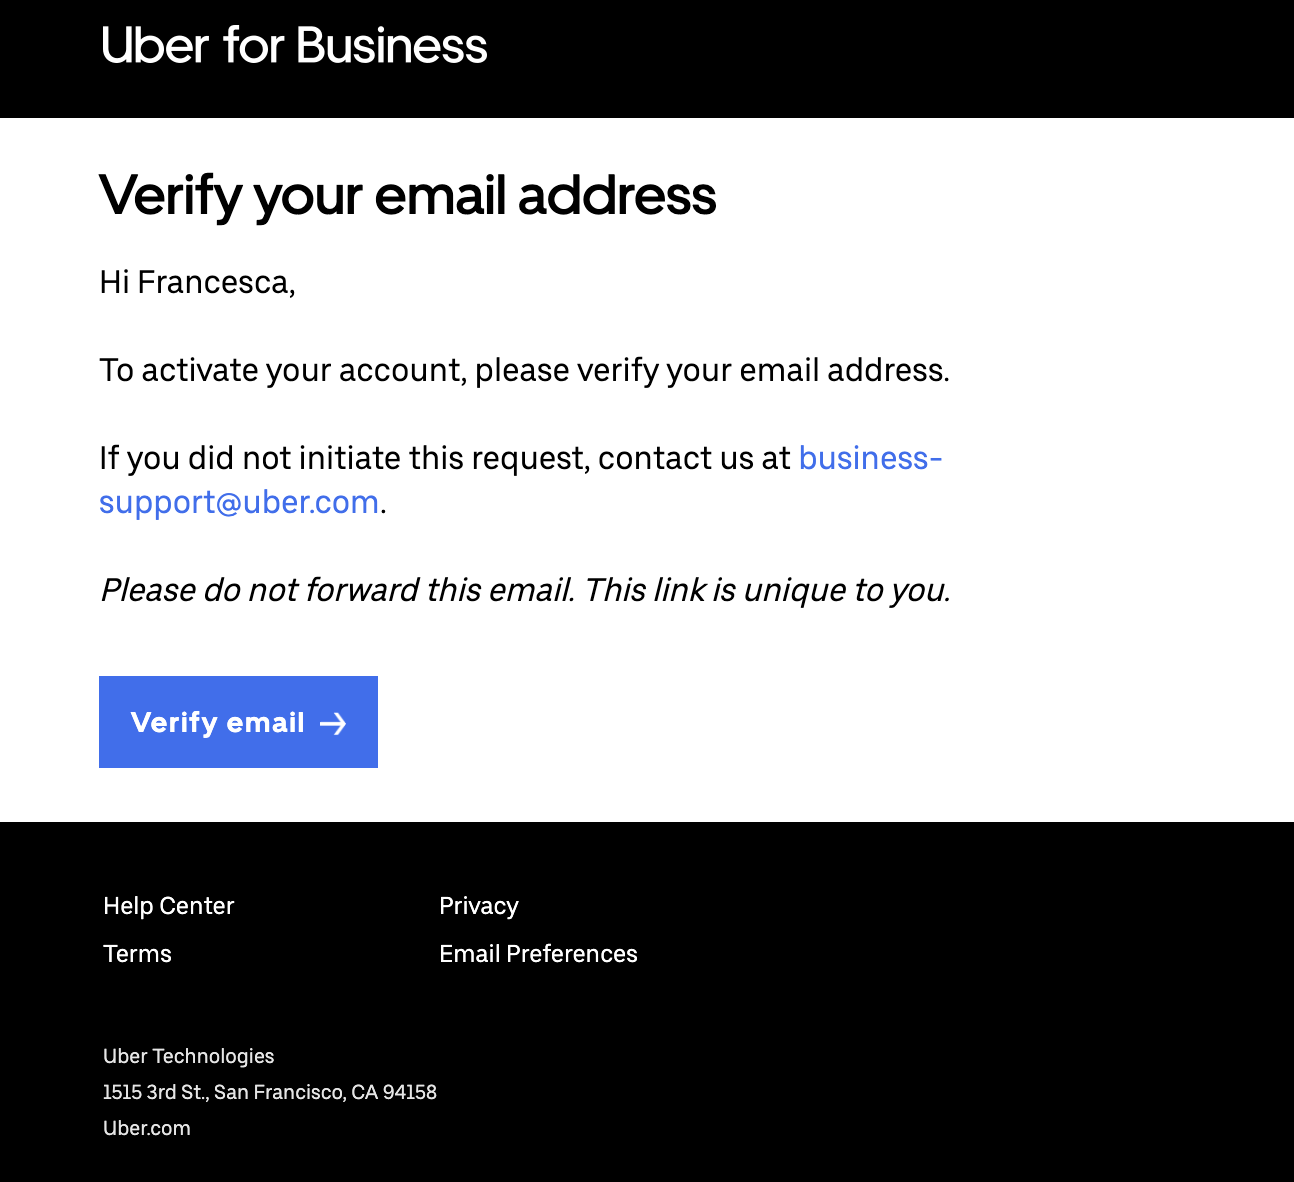 Uber for Business
Verify your email address
Hi Francesca,
To activate your account, please verify your email address.
If you did not initiate this request, contact us at business-
support@uber.com.
Please do not forward this email. This link is unique to you.
Verify email →
Help Center
Privacy
Terms
Email Preferences
Uber Technologies
1515 3rd St., San Francisco, CA 94158
Uber.com